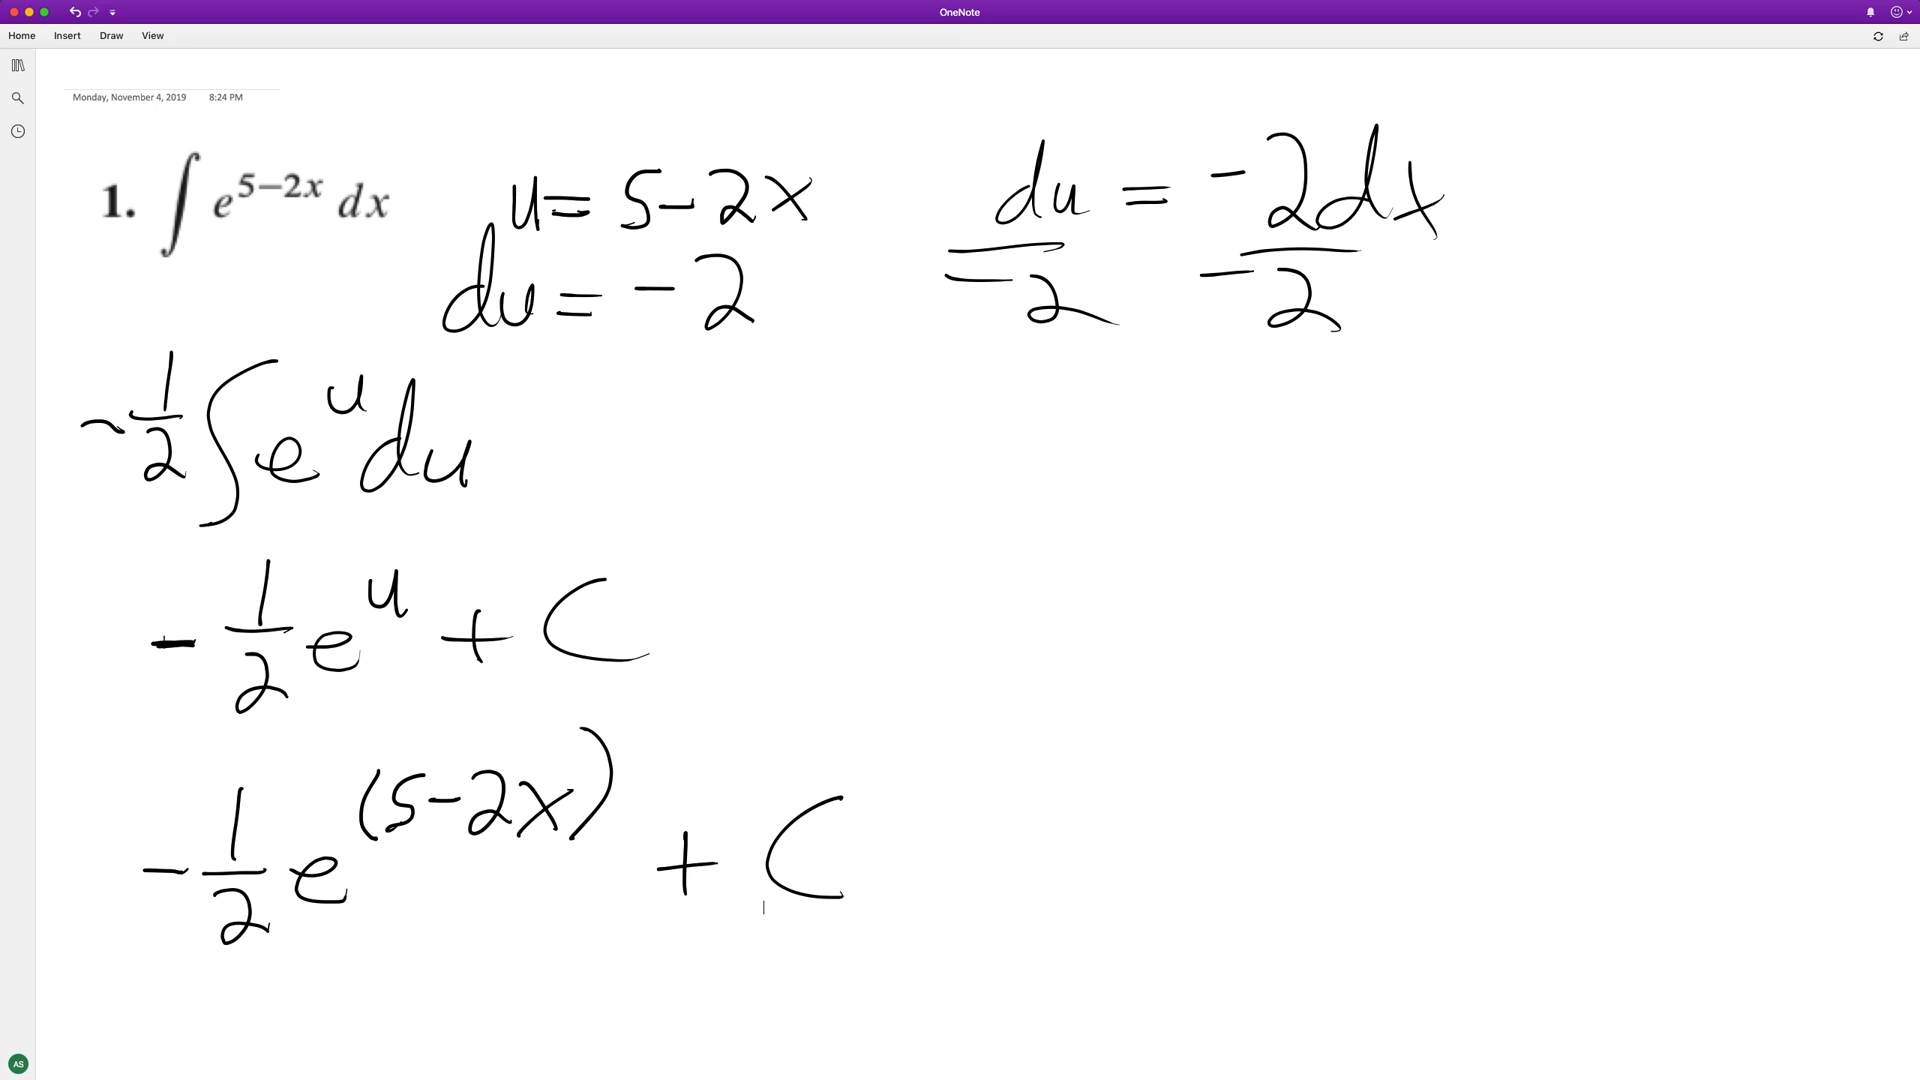 OneNote
Home Insert Draw View
Monday, November 4, 2019 8:24 PM
1. ∫ e^{5−2x} dx
u = 5 - 2x
du = -2
du = -2dx
-2 -2
-1/2 ∫ e^u du
-1/2 e^u + C
-1/2 e^(5-2x) + C
AS